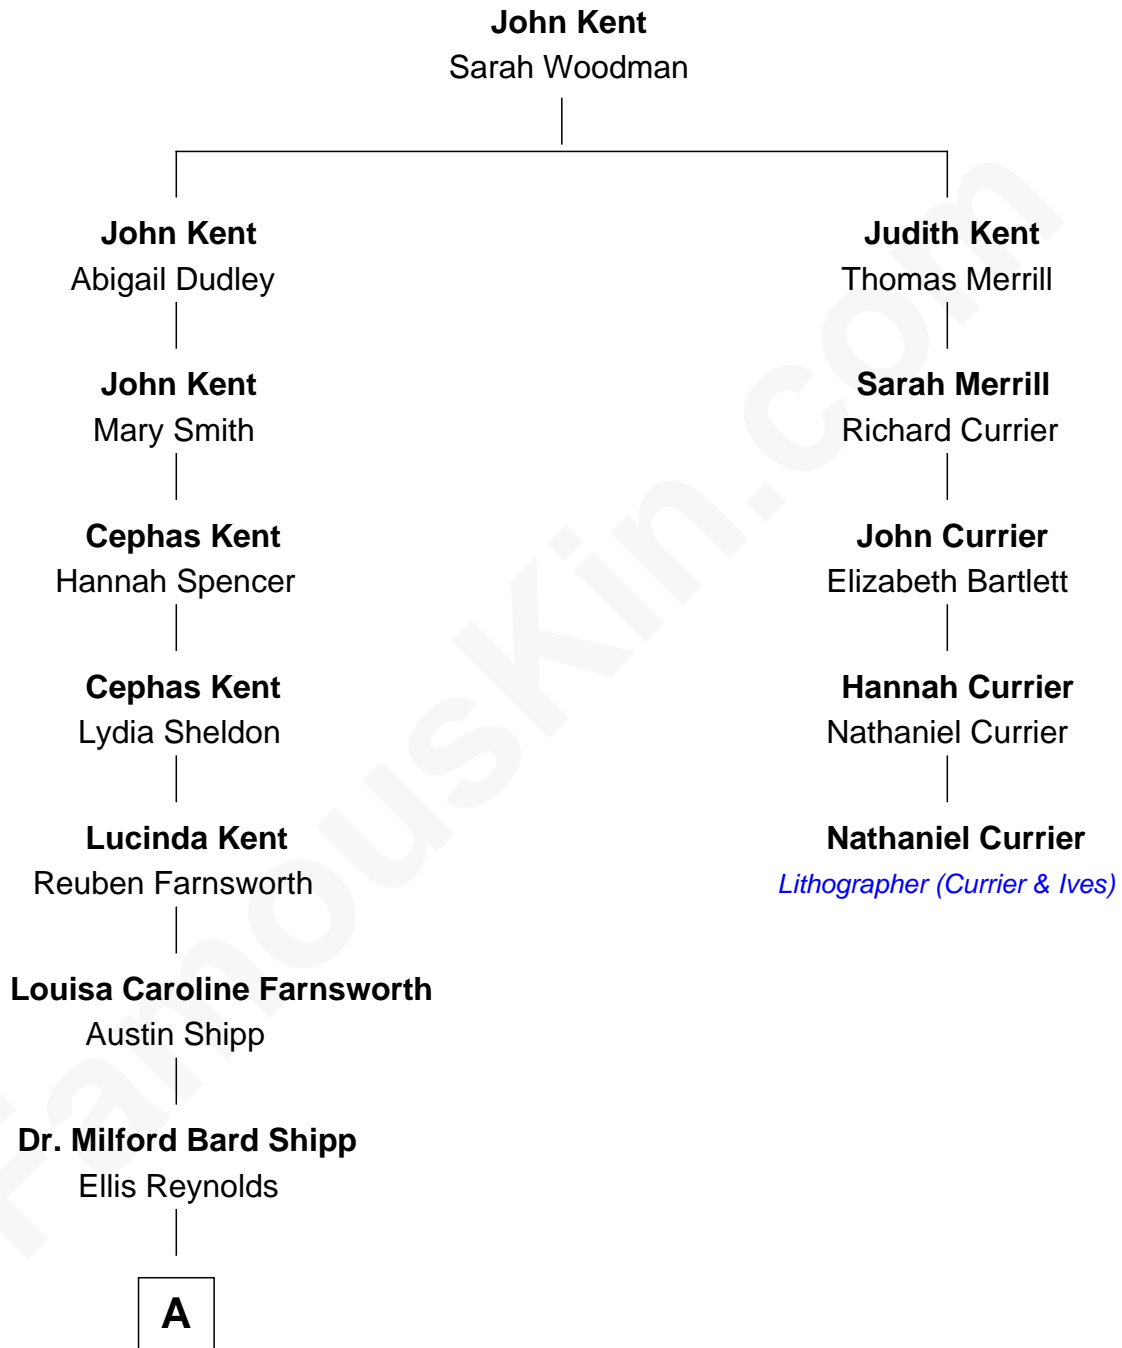 John Kent
Sarah Woodman
John Kent
Abigail Dudley
Judith Kent
Thomas Merrill
John Kent
Mary Smith
Sarah Merrill
Richard Currier
Cephas Kent
Hannah Spencer
John Currier
Elizabeth Bartlett
Cephas Kent
Lydia Sheldon
Hannah Currier
Nathaniel Currier
Lucinda Kent
Reuben Farnsworth
Nathaniel Currier
Lithographer (Currier & Ives)
Louisa Caroline Farnsworth
Austin Shipp
Dr. Milford Bard Shipp
Ellis Reynolds
A
FamousKin.com